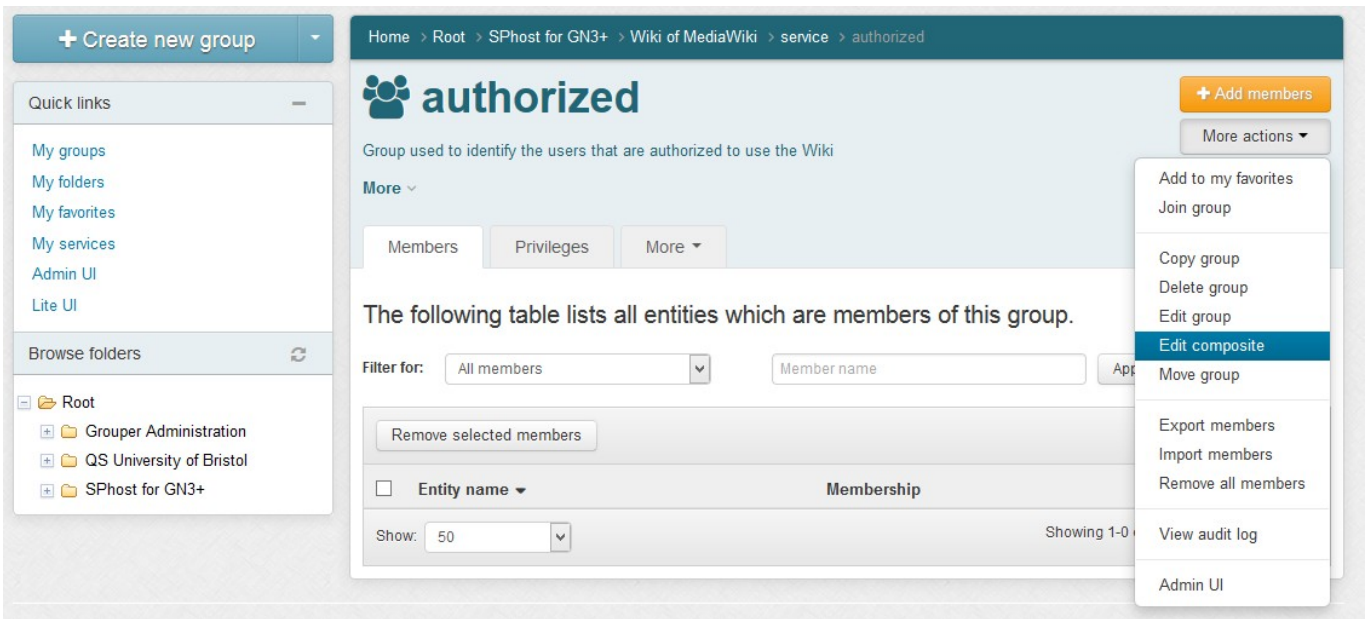 + Create new group
Quick links
My groups
My folders
My favorites
My services
Admin UI
Lite UI
Browse folders
Root
Grouper Administration
QS University of Bristol
SPhost for GN3+
Home > Root > SPhost for GN3+ > Wiki of MediaWiki > service > authorized
authorized
Group used to identify the users that are authorized to use the Wiki
More
+ Add members
More actions
Members
Privileges
More
The following table lists all entities which are members of this group.
Filter for:
All members
Member name
App
Remove selected members
Entity name
Membership
Show:
50
Showing 1-0
Add to my favorites
Join group
Copy group
Delete group
Edit group
Edit composite
Move group
Export members
Import members
Remove all members
View audit log
Admin UI